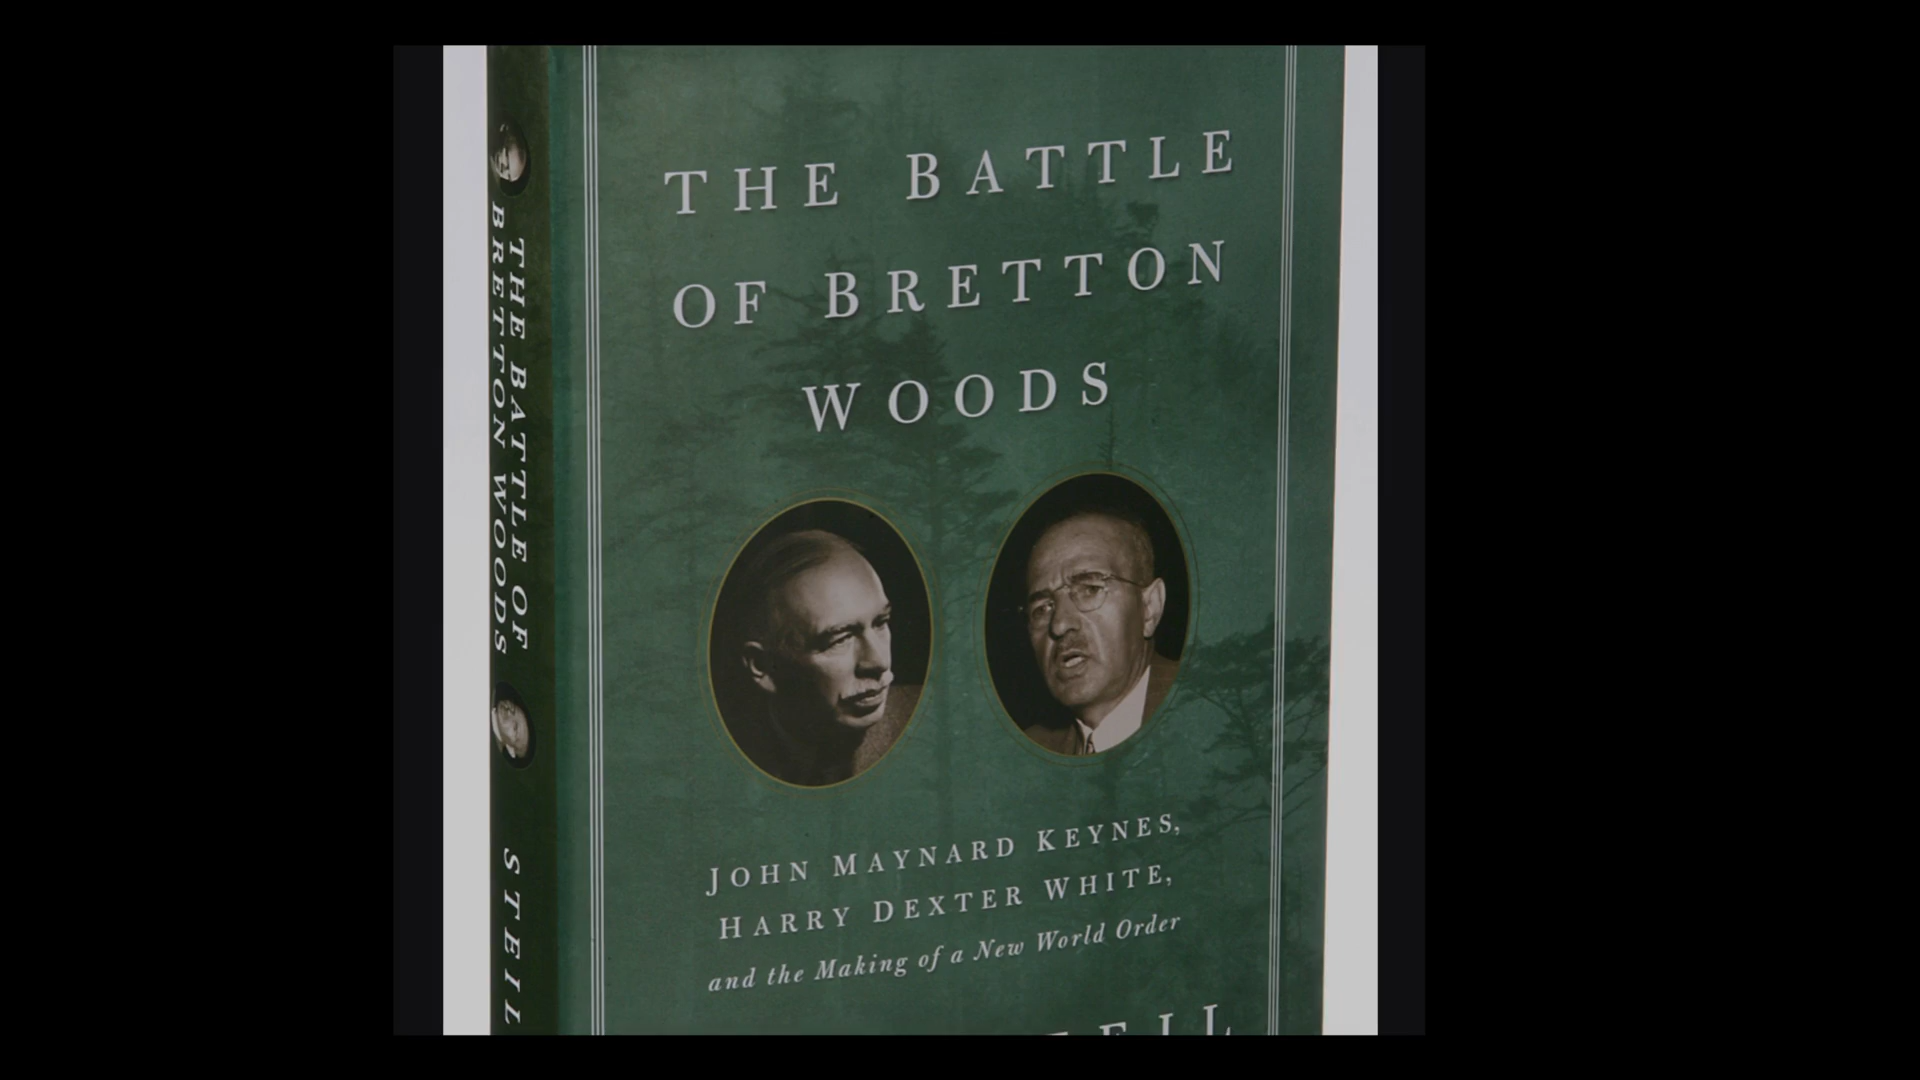 THE BATTLE
OF BRETTON
WOODS
JOHN MAYNARD KEYNES,
HARRY DEXTER WHITE,
and the Making of a New World Order
THE BATTLE OF
BRETTON WOODS
STEIL